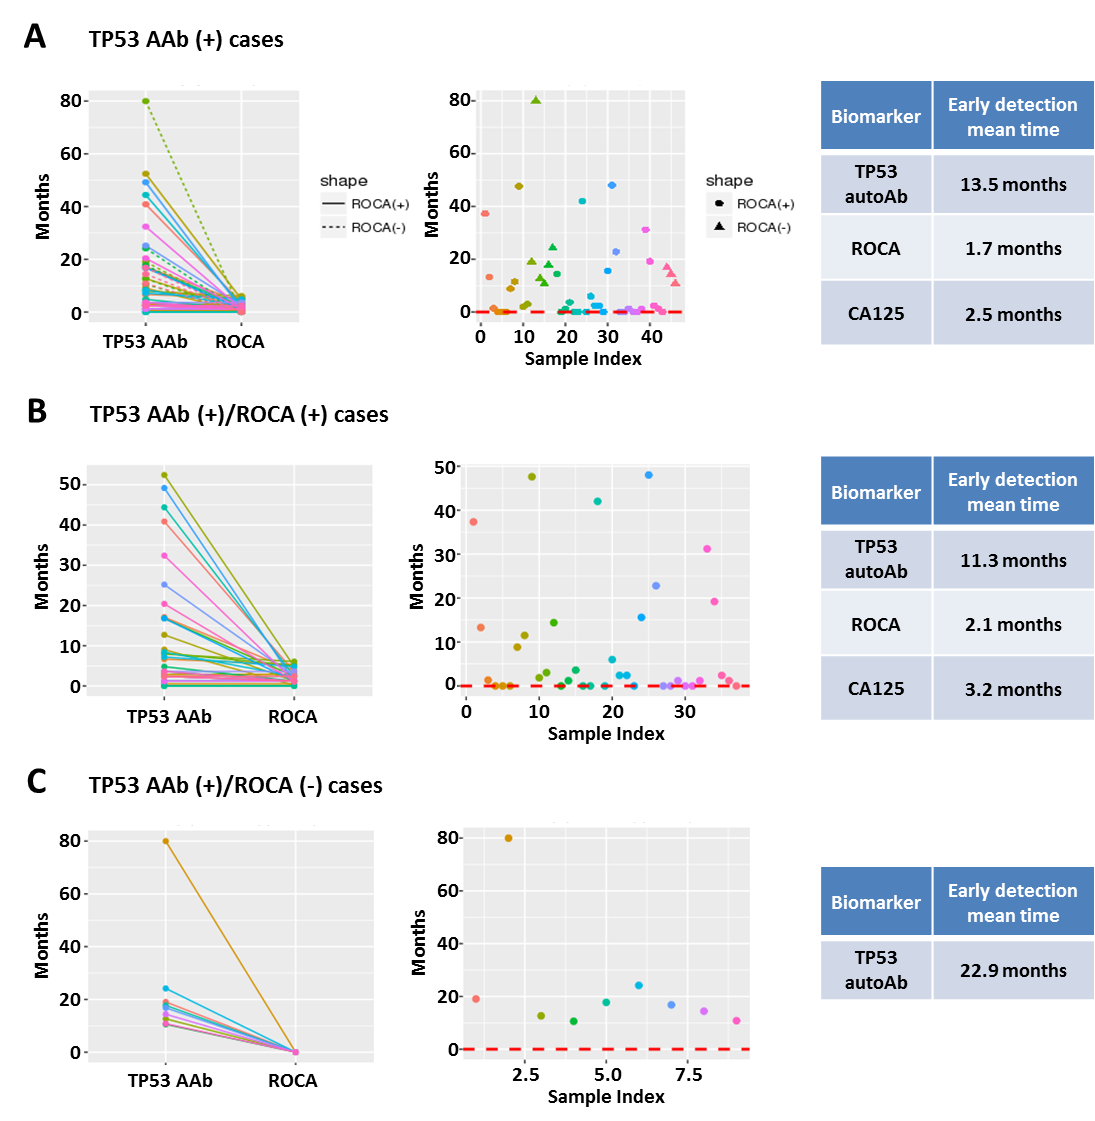 A
TP53 AAb (+) cases
80
60
40
20
0
Months
TP53 AAb
ROCA
shape
ROCA(+)
ROCA(-)
80
60
40
20
0
Months
0
10
20
30
40
Sample Index
shape
ROCA(+)
ROCA(-)
Biomarker
Early detection
mean time
TP53
autoAb
13.5 months
ROCA
1.7 months
CA125
2.5 months
B
TP53 AAb (+)/ROCA (+) cases
50
40
30
20
10
0
Months
TP53 AAb
ROCA
50
40
30
20
10
0
Months
0
10
20
30
Sample Index
Biomarker
Early detection
mean time
TP53
autoAb
11.3 months
ROCA
2.1 months
CA125
3.2 months
C
TP53 AAb (+)/ROCA (-) cases
80
60
40
20
0
Months
TP53 AAb
ROCA
80
60
40
20
0
Months
2.5
5.0
7.5
Sample Index
Biomarker
Early detection
mean time
TP53
autoAb
22.9 months